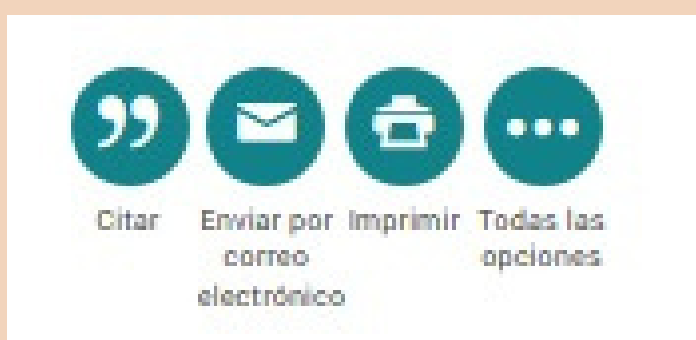 Citar
Enviar por
correo
electrónico
Imprimir
Todas las
opciones